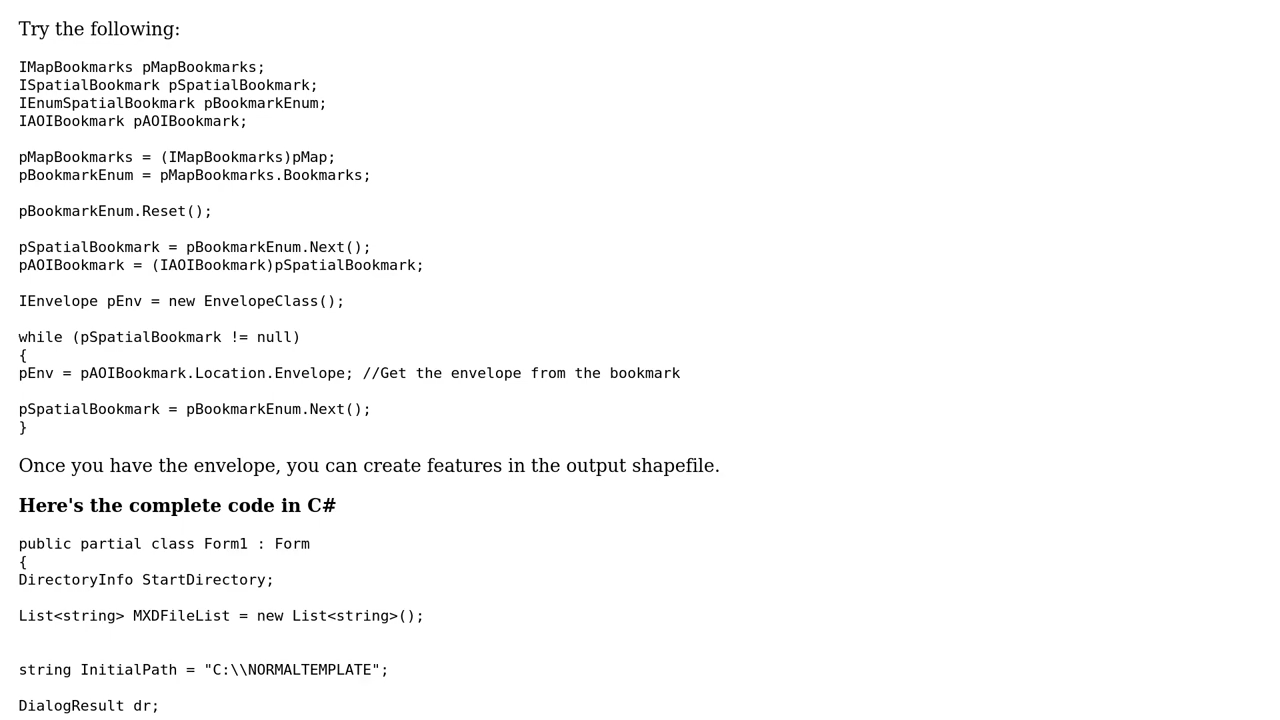 Try the following:
IMapBookmarks pMapBookmarks;
ISpatialBookmark pSpatialBookmark;
IEnumSpatialBookmark pBookmarkEnum;
IAOIBookmark pAOIBookmark;
pMapBookmarks = (IMapBookmarks)pMap;
pBookmarkEnum = pMapBookmarks.Bookmarks;
pBookmarkEnum.Reset();
pSpatialBookmark = pBookmarkEnum.Next();
pAOIBookmark = (IAOIBookmark)pSpatialBookmark;
IEnvelope pEnv = new EnvelopeClass();
while (pSpatialBookmark != null)
{
pEnv = pAOIBookmark.Location.Envelope; //Get the envelope from the bookmark
pSpatialBookmark = pBookmarkEnum.Next();
}
Once you have the envelope, you can create features in the output shapefile.
Here's the complete code in C#
public partial class Form1 : Form
{
DirectoryInfo StartDirectory;
List<string> MXDFileList = new List<string>();
string InitialPath = "C:\\NORMALTEMPLATE";
DialogResult dr;